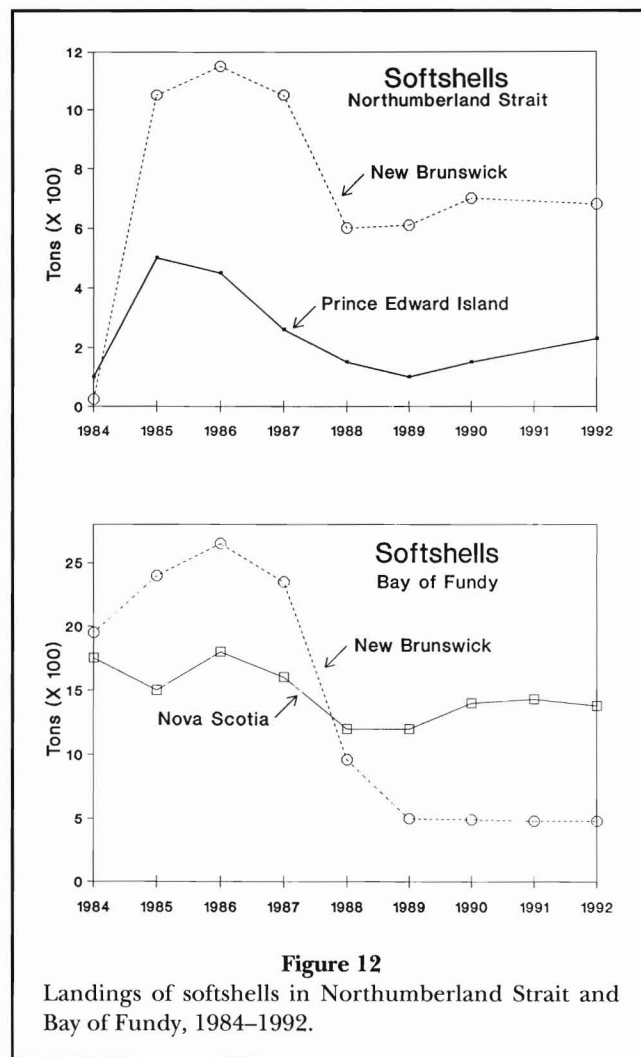 Softshells
Northumberland Strait
Tons (X 100)
12
10
8
6
4
2
0
New Brunswick
Prince Edward Island
1984 1985 1986 1987 1988 1989 1990 1991 1992
Softshells
Bay of Fundy
Tons (X 100)
25
20
15
10
5
0
New Brunswick
Nova Scotia
1984 1985 1986 1987 1988 1989 1990 1991 1992
Figure 12
Landings of softshells in Northumberland Strait and
Bay of Fundy, 1984–1992.